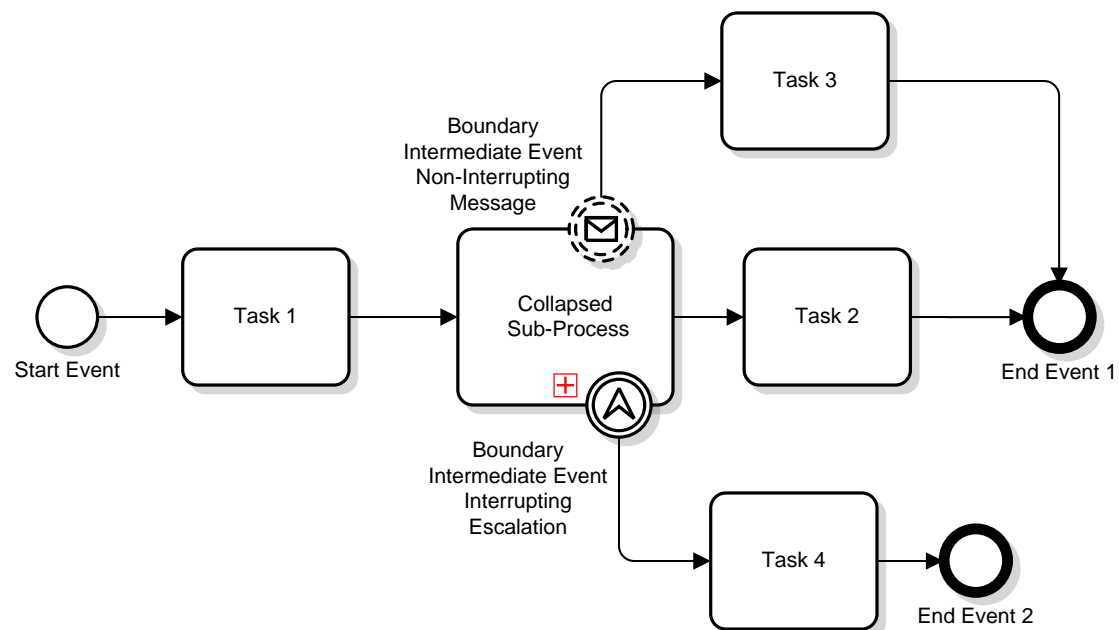 Task 3
Boundary
Intermediate Event
Non-Interrupting
Message
Start Event
Task 1
Collapsed
Sub-Process
Task 2
End Event 1
Boundary
Intermediate Event
Interrupting
Escalation
Task 4
End Event 2